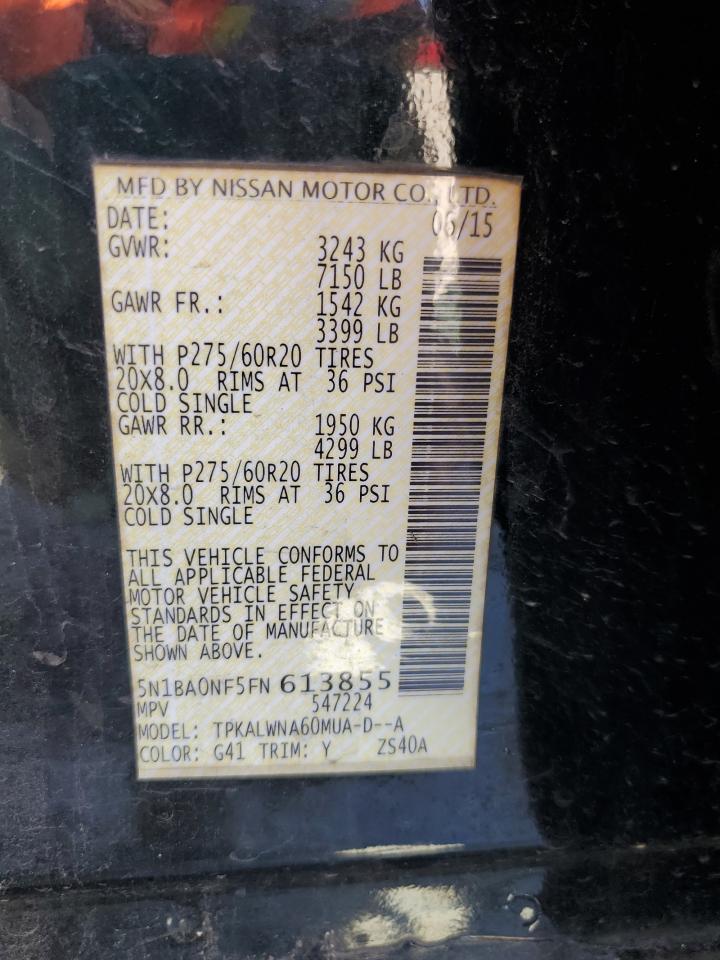 MFD BY NISSAN MOTOR CO., LTD.
DATE: 06/15
GVWR: 3243 KG
7150 LB
GAWR FR.: 1542 KG
3399 LB
WITH P275/60R20 TIRES
20X8.0 RIMS AT 36 PSI
COLD SINGLE
GAWR RR.: 1950 KG
4299 LB
WITH P275/60R20 TIRES
20X8.0 RIMS AT 36 PSI
COLD SINGLE
THIS VEHICLE CONFORMS TO
ALL APPLICABLE FEDERAL
MOTOR VEHICLE SAFETY
STANDARDS IN EFFECT ON
THE DATE OF MANUFACTURE
SHOWN ABOVE.
5N1BA0NF5FN 613855
MPV 547224
MODEL: TPKALWNA60MUA-D--A
COLOR: G41 TRIM: Y ZS40A